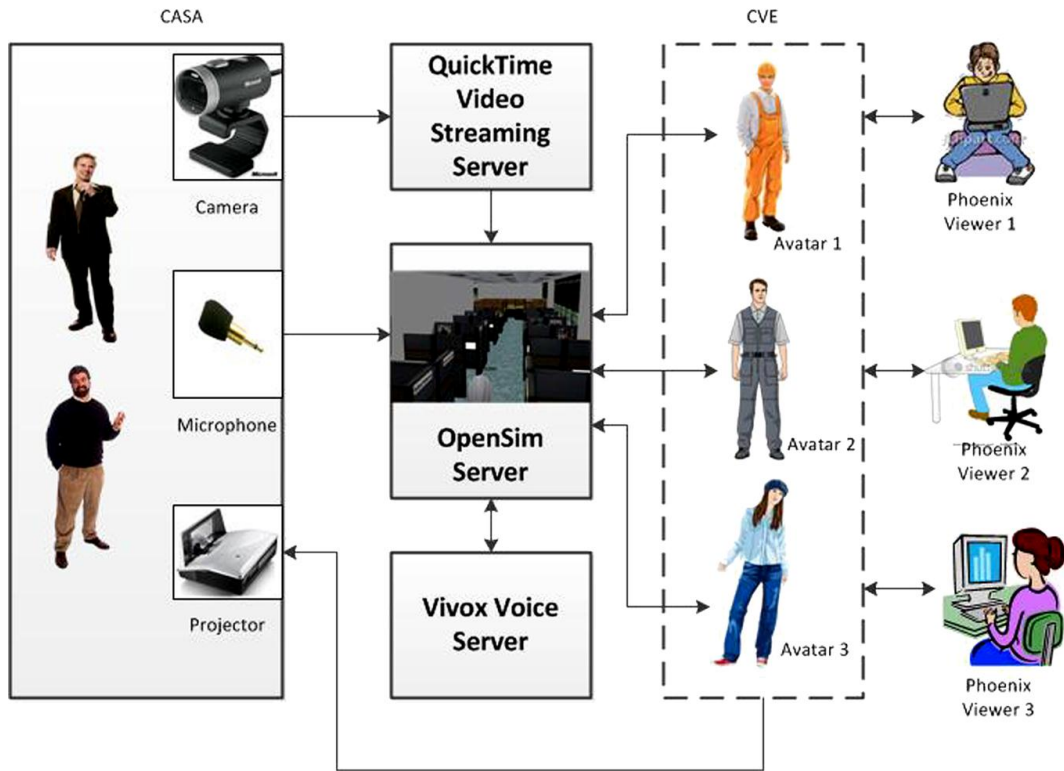 CASA
CVE
QuickTime
Video
Streaming
Server
Microsoft
Camera
Avatar 1
Phoenix
Viewer 1
Microphone
OpenSim
Server
Avatar 2
Phoenix
Viewer 2
Projector
Vivox Voice
Server
Avatar 3
Phoenix
Viewer 3